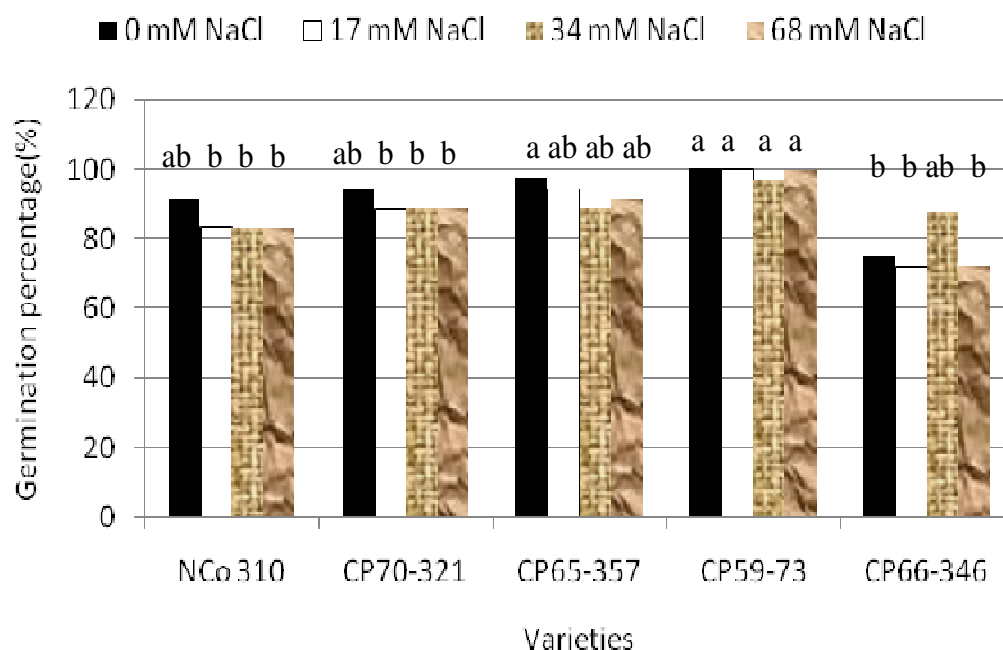 0 mM NaCl 17 mM NaCl 34 mM NaCl 68 mM NaCl
Germination percentage(%)
120
100
80
60
40
20
0
ab b b b ab b b b a ab ab ab a a a a b b ab b
NCo 310 CP70-321 CP65-357 CP59-73 CP66-346
Varieties